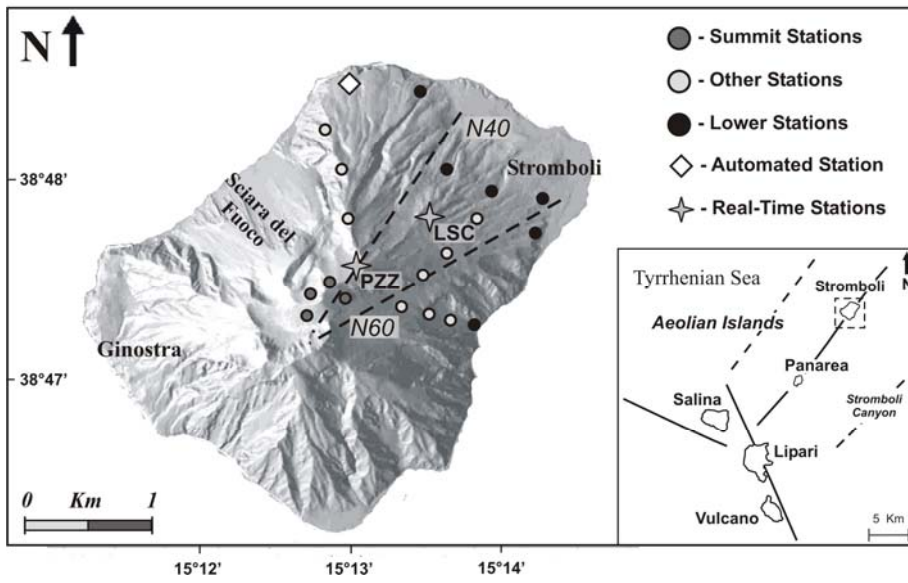 N
- Summit Stations
- Other Stations
- Lower Stations
- Automated Station
- Real-Time Stations
N40
38°48'
Stromboli
Sciara del
Fuoco
LSC
PZZ
N60
Ginostra
38°47'
0 Km 1
15°12'
15°13'
15°14'
Tyrrhenian Sea
N
Stromboli
Aeolian Islands
Panarea
Salina
Stromboli
Canyon
Lipari
Vulcano
5 Km